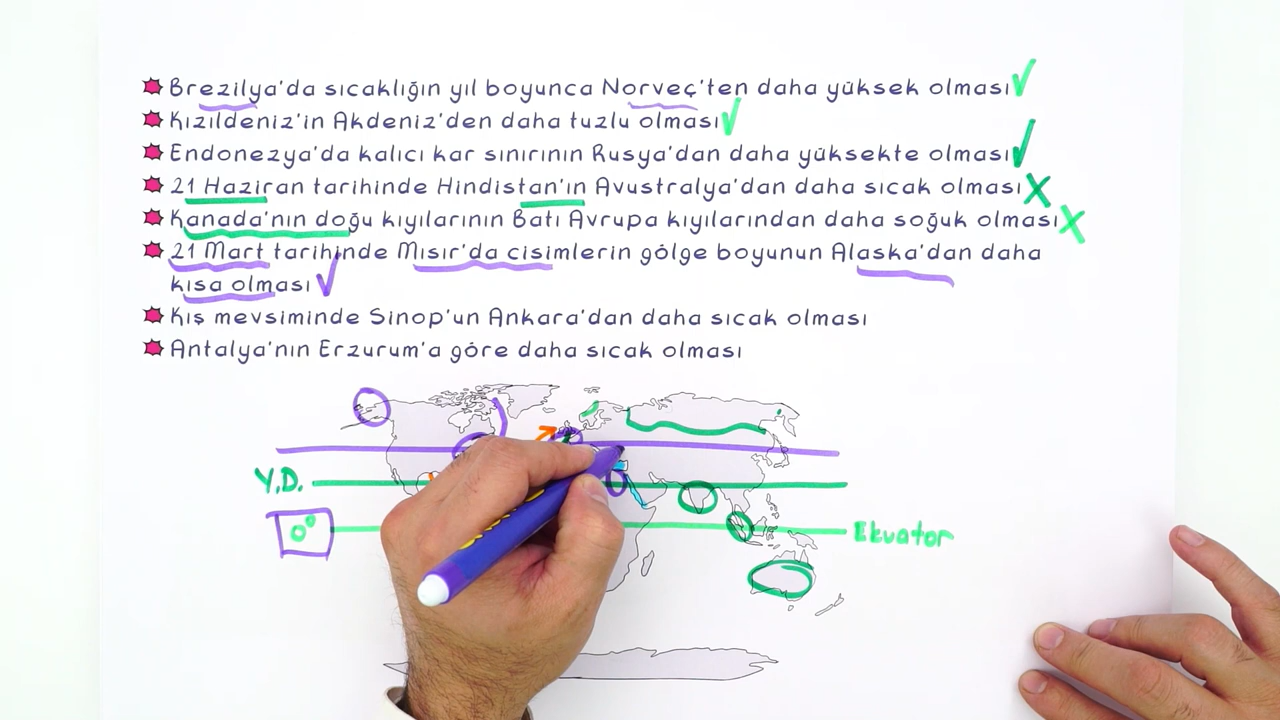 Brezilya'da sıcaklığın yıl boyunca Norveç'ten daha yüksek olması
Kızıldeniz'in Akdeniz'den daha tuzlu olması
Endonezya'da kalıcı kar sınırının Rusya'dan daha yüksekte olması
21 Haziran tarihinde Hindistan'ın Avustralya'dan daha sıcak olması
Kanada'nın doğu kıyılarının Batı Avrupa kıyılarından daha soğuk olması
21 Mart tarihinde Mısır'da cisimlerin gölge boyunun Alaska'dan daha
kısa olması
Kış mevsiminde Sinop'un Ankara'dan daha sıcak olması
Antalya'nın Erzurum'a göre daha sıcak olması
Y.D.
0°
Ekvator